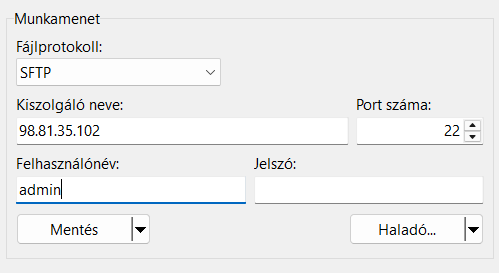 Munkamenet
Fájlprotokoll:
SFTP
Kiszolgáló neve: Port száma:
98.81.35.102 22
Felhasználónév: Jelszó:
admin
Mentés Haladó...